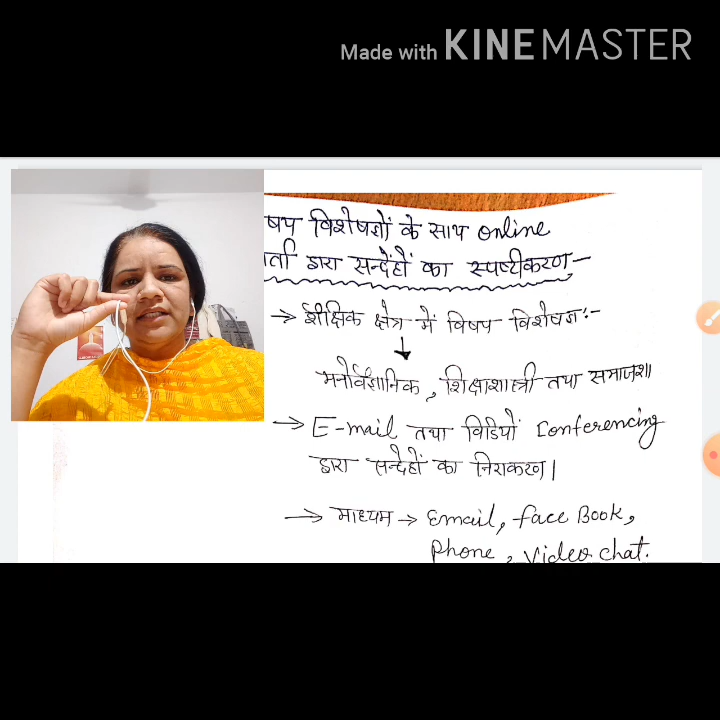 Made with KINEMASTER
षय विशेषज्ञों के साथ online
र्ता द्वारा सन्देहों का स्पष्टीकरण-
→ शैक्षिक क्षेत्र में विषय विशेषज्ञ:-
मनोवैज्ञानिक, शिक्षाशास्त्री तथा समाजशा
→ E-mail तथा विडियों Conferencing
द्वारा सन्देहों का निराकरण।
→ माध्यम → Email, face Book,
Phone, Video chat.